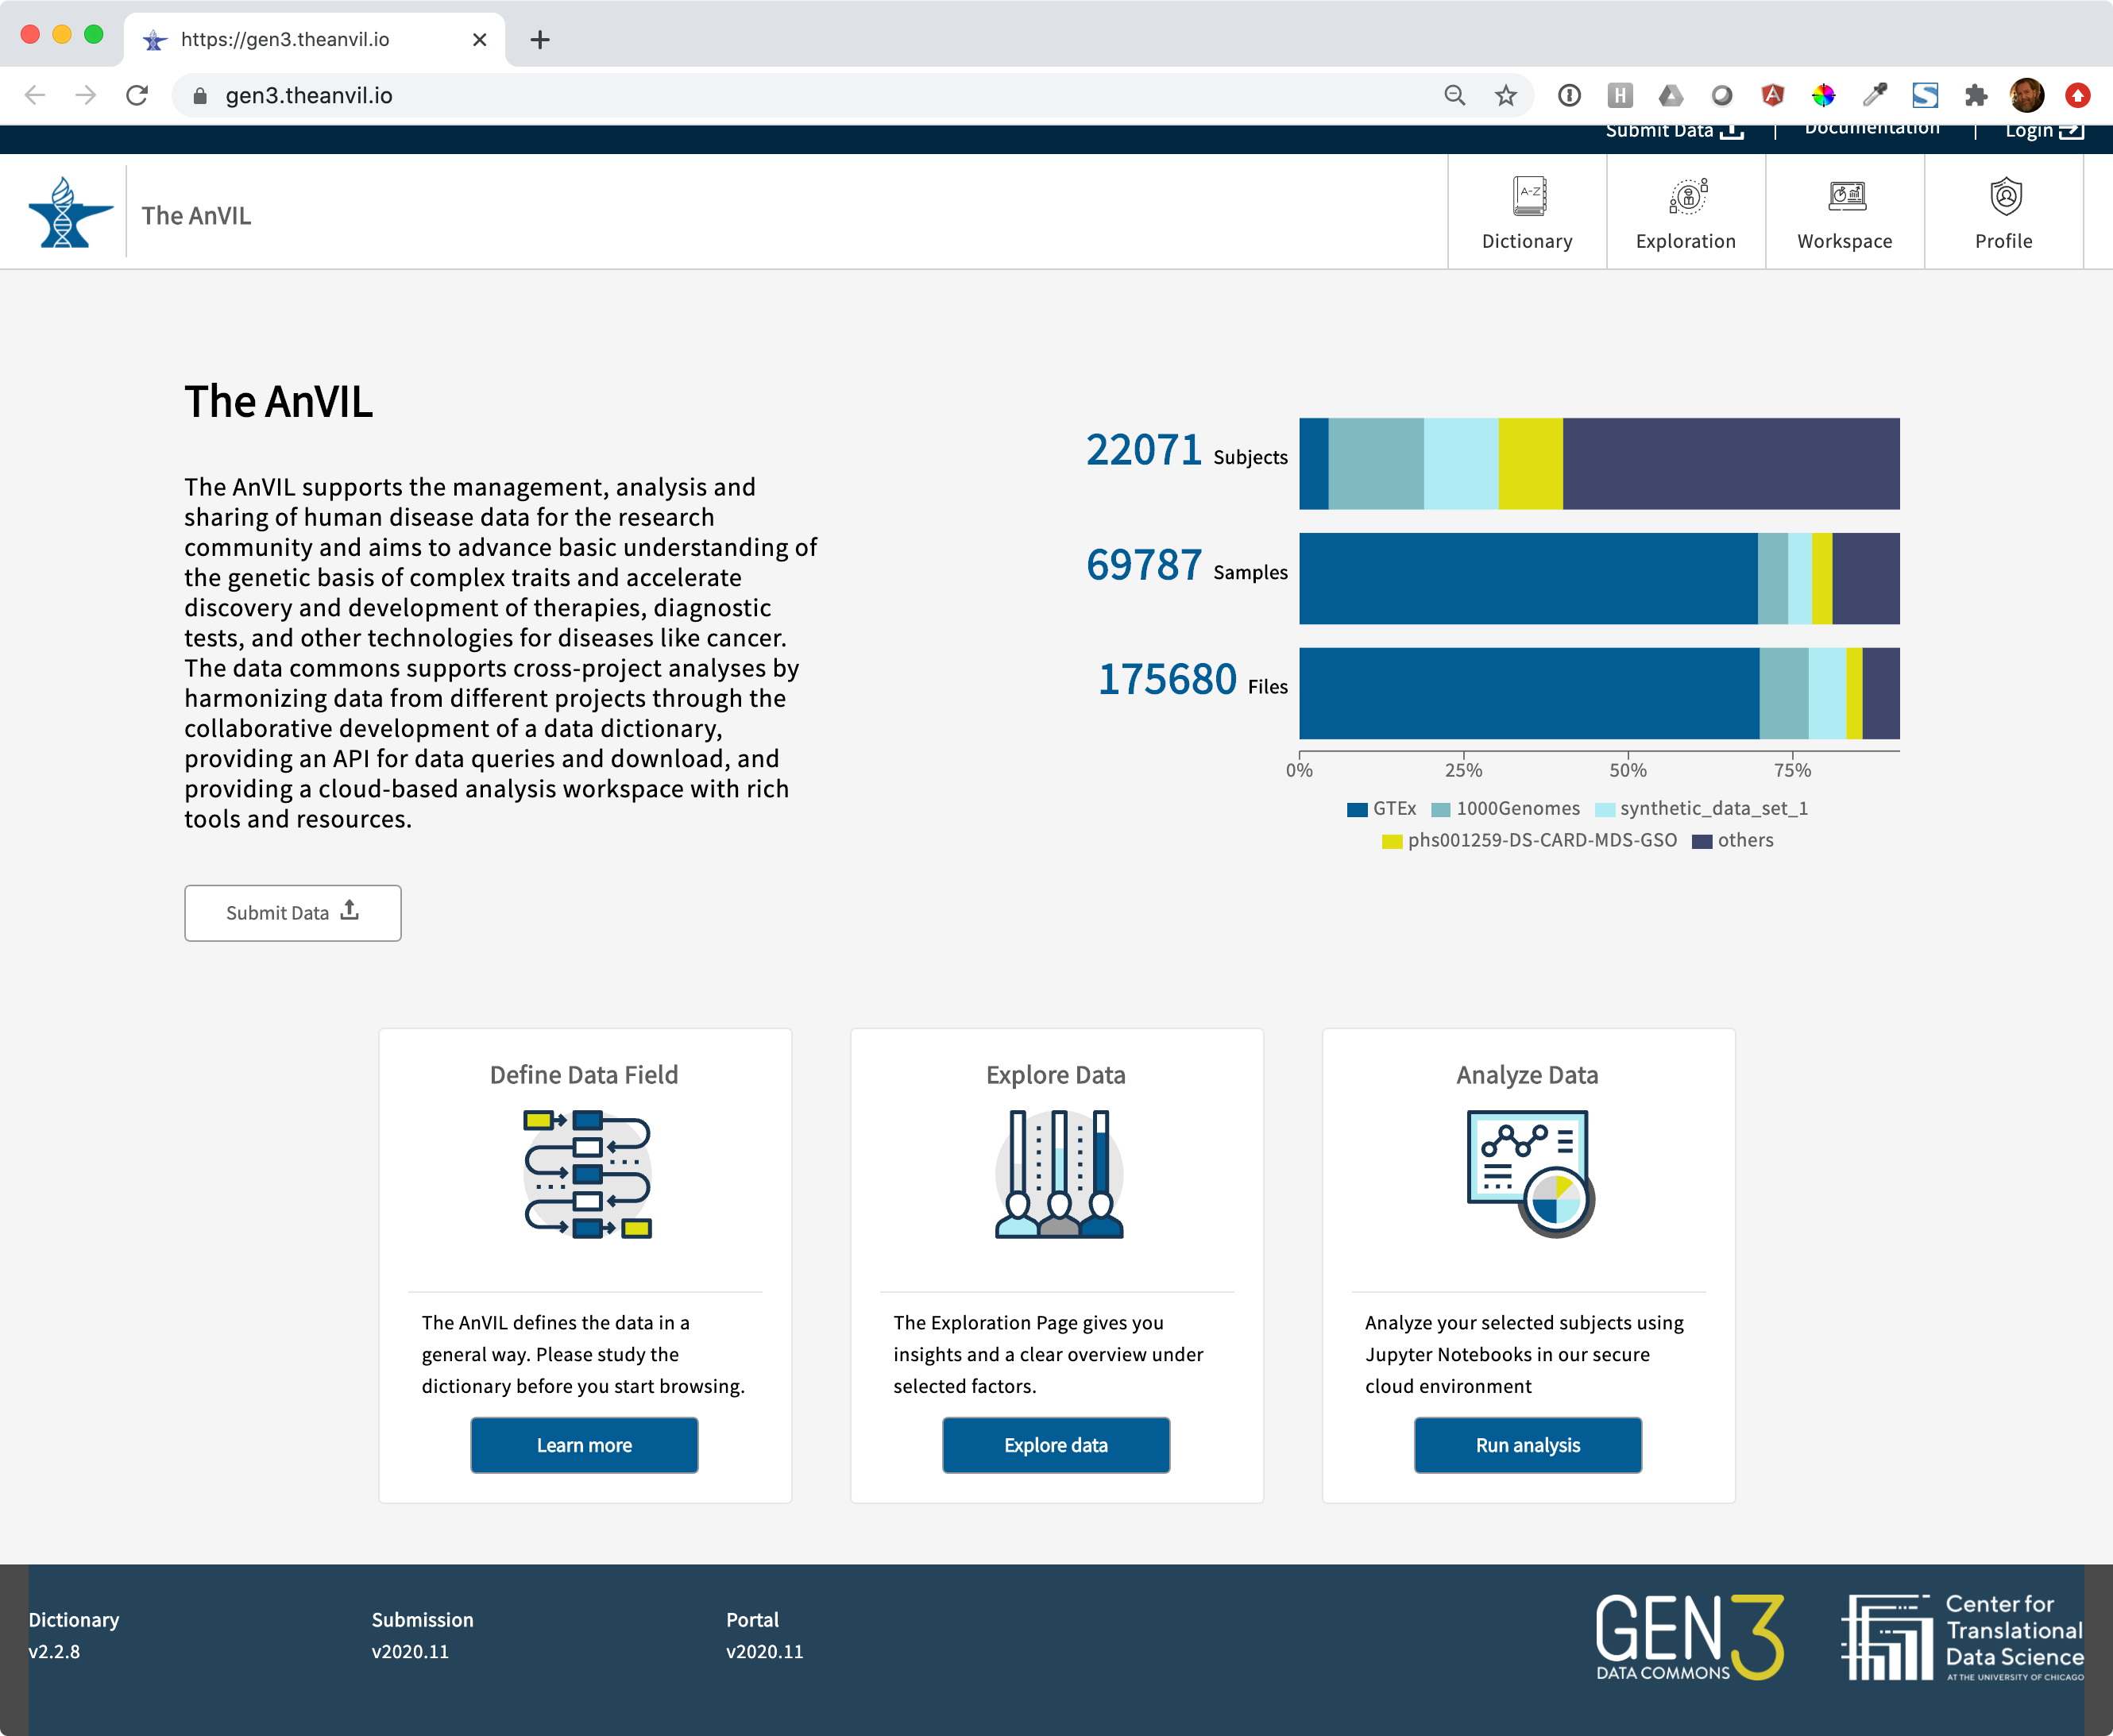 https://gen3.theanvil.io
gen3.theanvil.io
Submit Data
Documentation
Login
The AnVIL
A-Z
Dictionary
Exploration
Workspace
Profile
The AnVIL
The AnVIL supports the management, analysis and
sharing of human disease data for the research
community and aims to advance basic understanding of
the genetic basis of complex traits and accelerate
discovery and development of therapies, diagnostic
tests, and other technologies for diseases like cancer.
The data commons supports cross-project analyses by
harmonizing data from different projects through the
collaborative development of a data dictionary,
providing an API for data queries and download, and
providing a cloud-based analysis workspace with rich
tools and resources.
Submit Data
22071 Subjects
69787 Samples
175680 Files
0% 25% 50% 75%
GTEx 1000Genomes synthetic_data_set_1
phs001259-DS-CARD-MDS-GSO others
Define Data Field
The AnVIL defines the data in a
general way. Please study the
dictionary before you start browsing.
Learn more
Explore Data
The Exploration Page gives you
insights and a clear overview under
selected factors.
Explore data
Analyze Data
Analyze your selected subjects using
Jupyter Notebooks in our secure
cloud environment
Run analysis
Dictionary
v2.2.8
Submission
v2020.11
Portal
v2020.11
GEN3
DATA COMMONS
Center for
Translational
Data Science
AT THE UNIVERSITY OF CHICAGO